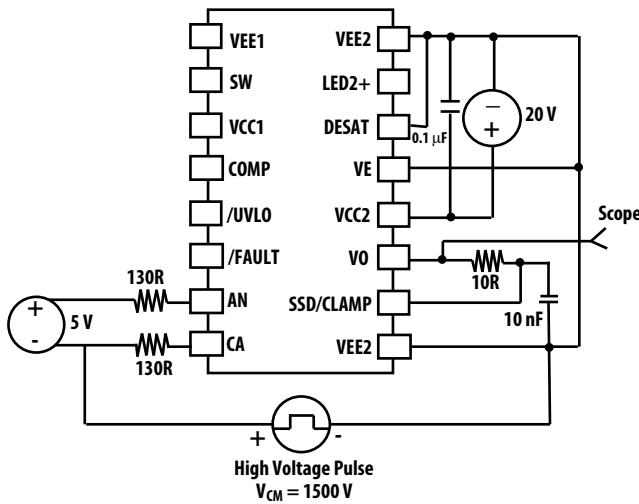 VEE1
VEE2
SW
LED2+
VCC1
DESAT
0.1 μF
−
+
20 V
COMP
VE
/UVLO
VCC2
Scope
/FAULT
VO
10R
130R
AN
SSD/CLAMP
10 nF
+
-
5 V
130R
CA
VEE2
+
-
High Voltage Pulse
VCM = 1500 V